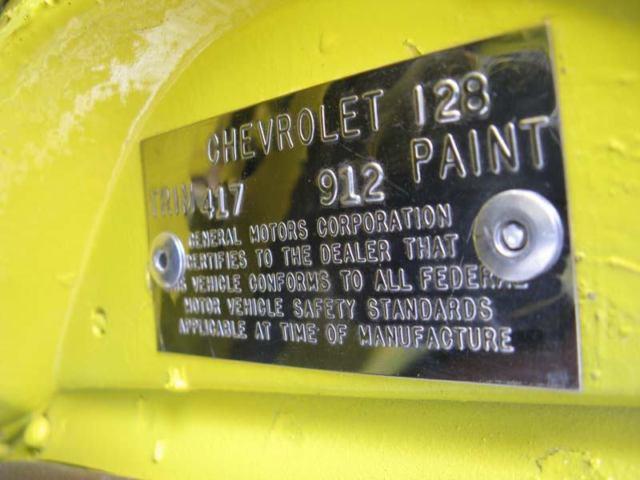 CHEVROLET 128
TRIM 417 912 PAINT
GENERAL MOTORS CORPORATION
CERTIFIES TO THE DEALER THAT
VEHICLE CONFORMS TO ALL FEDERAL
MOTOR VEHICLE SAFETY STANDARDS
APPLICABLE AT TIME OF MANUFACTURE